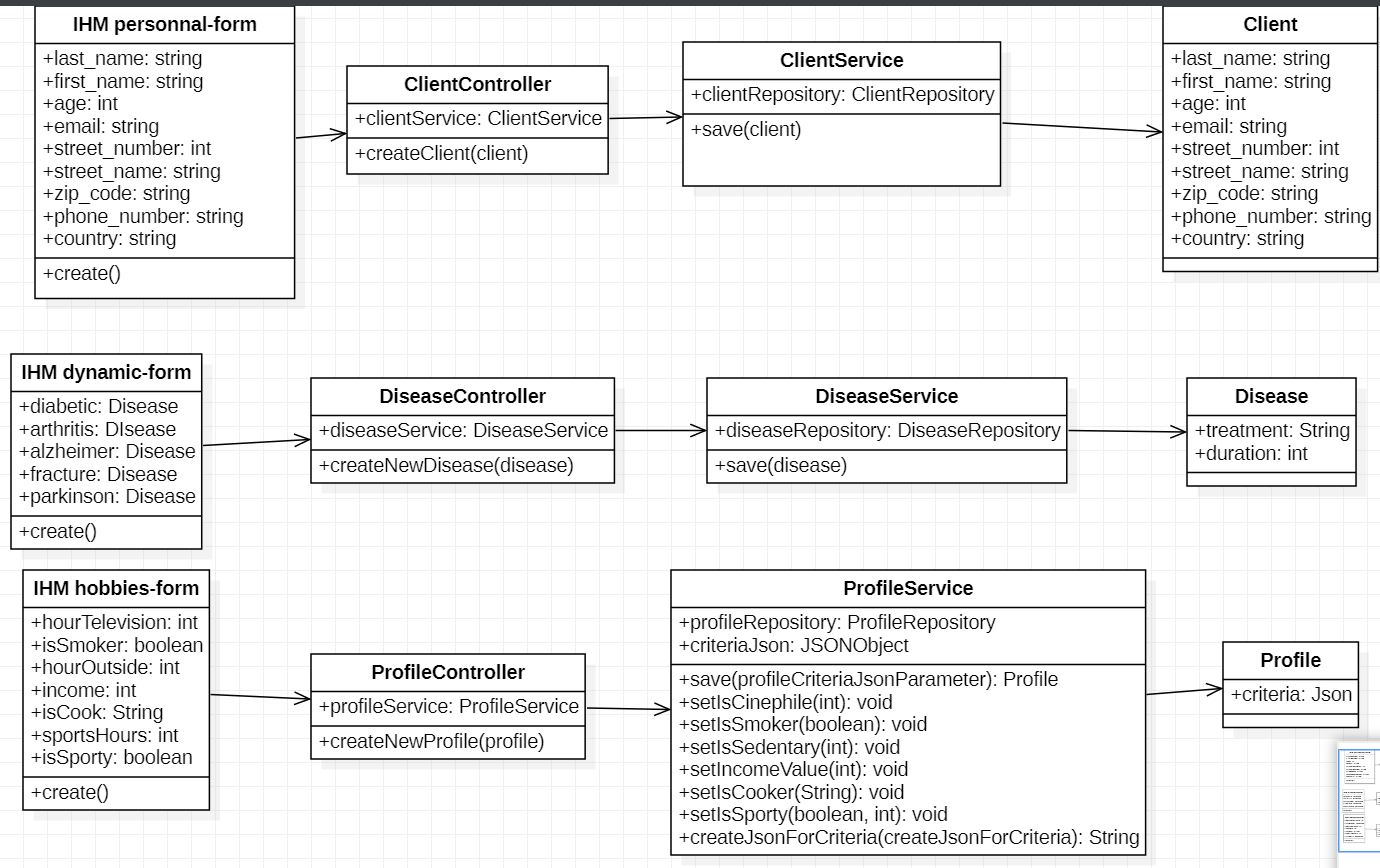 IHM personnal-form
+last_name: string
+first_name: string
+age: int
+email: string
+street_number: int
+street_name: string
+zip_code: string
+phone_number: string
+country: string
+create()
ClientController
+clientService: ClientService
+createClient(client)
ClientService
+clientRepository: ClientRepository
+save(client)
Client
+last_name: string
+first_name: string
+age: int
+email: string
+street_number: int
+street_name: string
+zip_code: string
+phone_number: string
+country: string
IHM dynamic-form
+diabetic: Disease
+arthritis: DIsease
+alzheimer: Disease
+fracture: Disease
+parkinson: Disease
+create()
DiseaseController
+diseaseService: DiseaseService
+createNewDisease(disease)
DiseaseService
+diseaseRepository: DiseaseRepository
+save(disease)
Disease
+treatment: String
+duration: int
IHM hobbies-form
+hourTelevision: int
+isSmoker: boolean
+hourOutside: int
+income: int
+isCook: String
+sportsHours: int
+isSporty: boolean
+create()
ProfileController
+profileService: ProfileService
+createNewProfile(profile)
ProfileService
+profileRepository: ProfileRepository
+criteriaJson: JSONObject
+save(profileCriteriaJsonParameter): Profile
+setIsCinephile(int): void
+setIsSmoker(boolean): void
+setIsSedentary(int): void
+setIncomeValue(int): void
+setIsCooker(String): void
+setIsSporty(boolean, int): void
+createJsonForCriteria(createJsonForCriteria): String
Profile
+criteria: Json